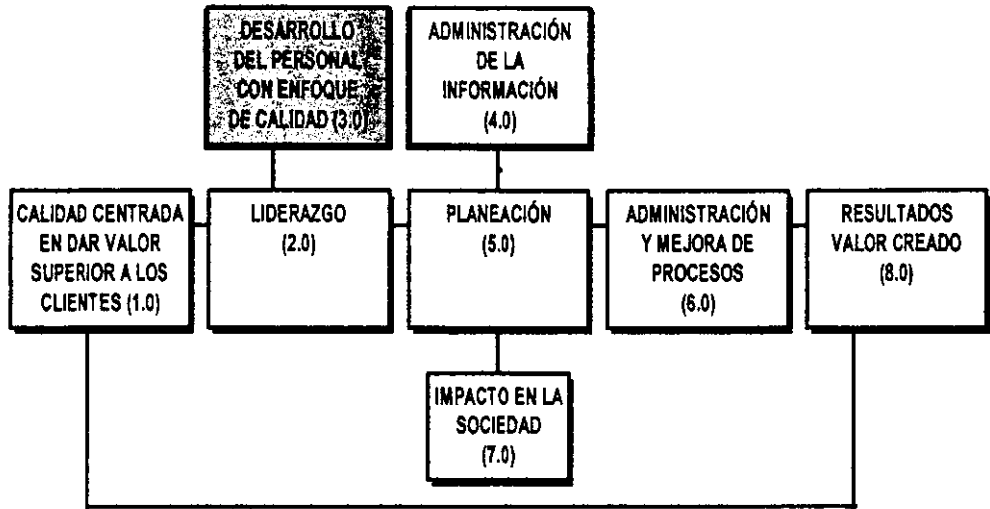 DESARROLLO
DEL PERSONAL
CON ENFOQUE
DE CALIDAD (3.0)
ADMINISTRACIÓN
DE LA
INFORMACIÓN
(4.0)
CALIDAD CENTRADA
EN DAR VALOR
SUPERIOR A LOS
CLIENTES (1.0)
LIDERAZGO
(2.0)
PLANEACIÓN
(5.0)
ADMINISTRACIÓN
Y MEJORA DE
PROCESOS
(6.0)
RESULTADOS
VALOR CREADO
(8.0)
IMPACTO EN LA
SOCIEDAD
(7.0)